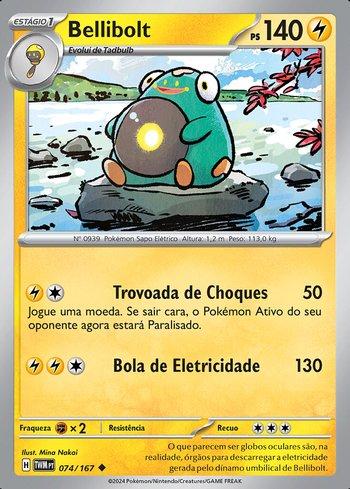 ESTÁGIO 1
Bellibolt
PS 140
Evolui de Tadbulb
Nº 0939 Pokémon Sapo Elétrico Altura: 1,2 m Peso: 113,0 kg
Trovoada de Choques 50
Jogue uma moeda. Se sair cara, o Pokémon Ativo do seu
oponente agora estará Paralisado.
Bola de Eletricidade 130
Fraqueza × 2 Resistência Recuo
Ilust. Mina Nakai
H TWM PT 074/167
O que parecem ser globos oculares são, na
realidade, órgãos para descarregar a eletricidade
gerada pelo dínamo umbilical de Bellibolt.
©2024 Pokémon/Nintendo/Creatures/GAME FREAK